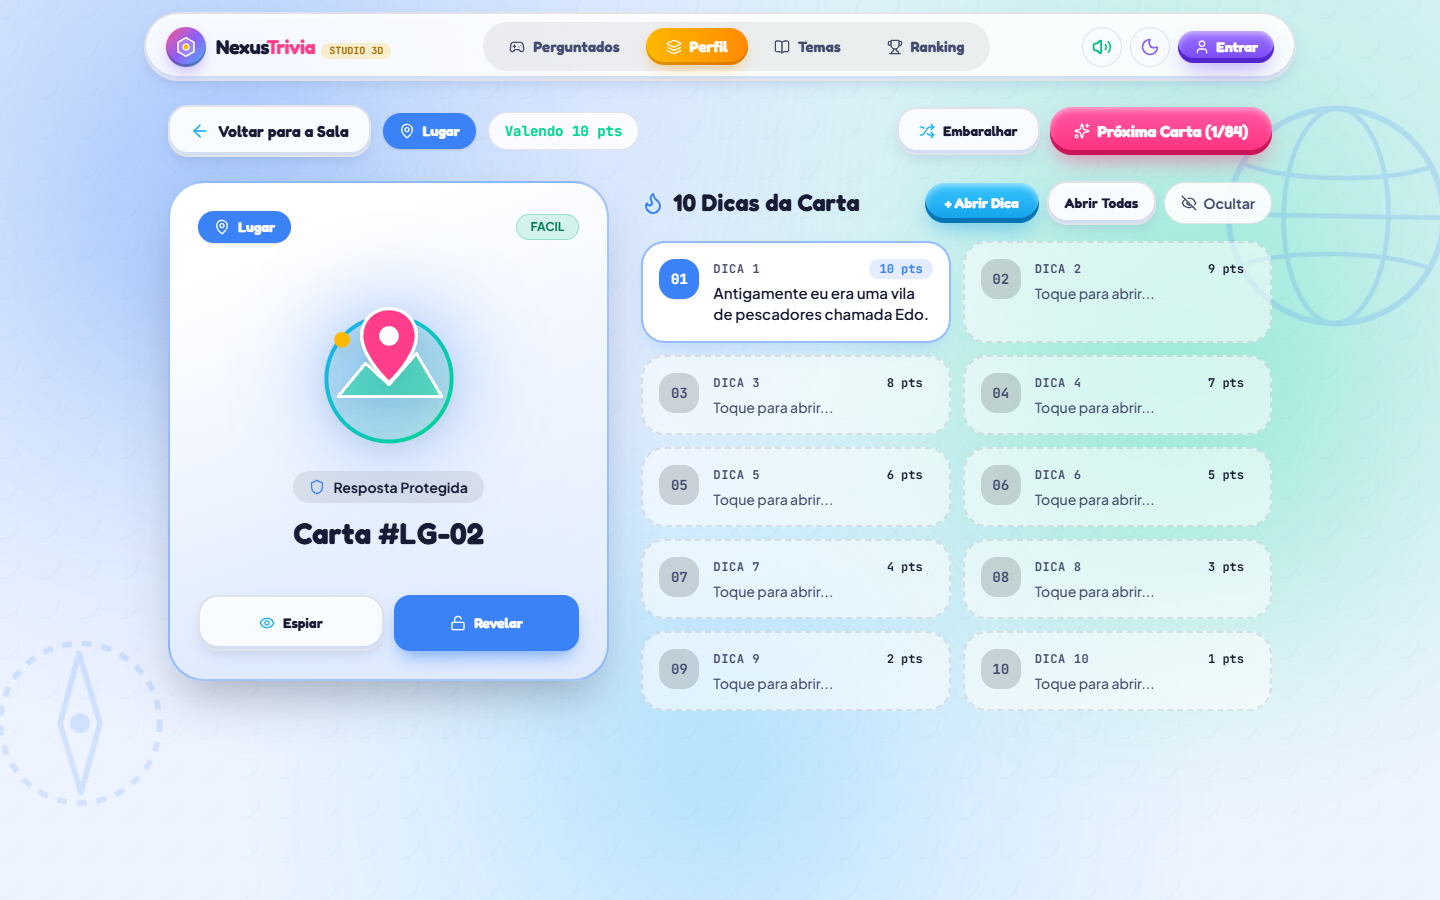 NexusTrivia STUDIO 3D
Perguntados
Perfil
Temas
Ranking
Entrar
Voltar para a Sala
Lugar
Valendo 10 pts
Embaralhar
Próxima Carta (1/84)
Lugar
FACIL
Resposta Protegida
Carta #LG-02
Espiar
Revelar
10 Dicas da Carta
+ Abrir Dica
Abrir Todas
Ocultar
01
DICA 1
10 pts
Antigamente eu era uma vila
de pescadores chamada Edo.
02
DICA 2
9 pts
Toque para abrir...
03
DICA 3
8 pts
Toque para abrir...
04
DICA 4
7 pts
Toque para abrir...
05
DICA 5
6 pts
Toque para abrir...
06
DICA 6
5 pts
Toque para abrir...
07
DICA 7
4 pts
Toque para abrir...
08
DICA 8
3 pts
Toque para abrir...
09
DICA 9
2 pts
Toque para abrir...
10
DICA 10
1 pts
Toque para abrir...